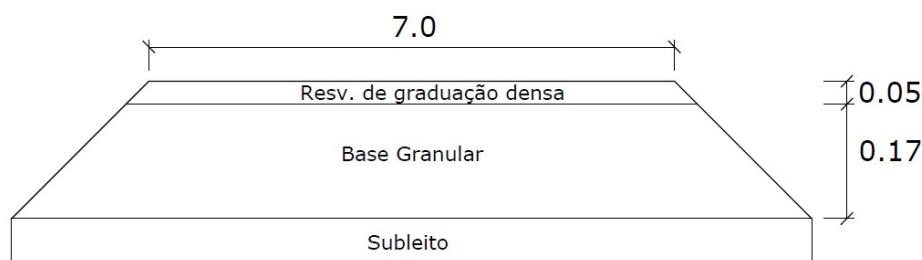 7.0
Resv. de graduação densa
0.05
Base Granular
0.17
Subleito